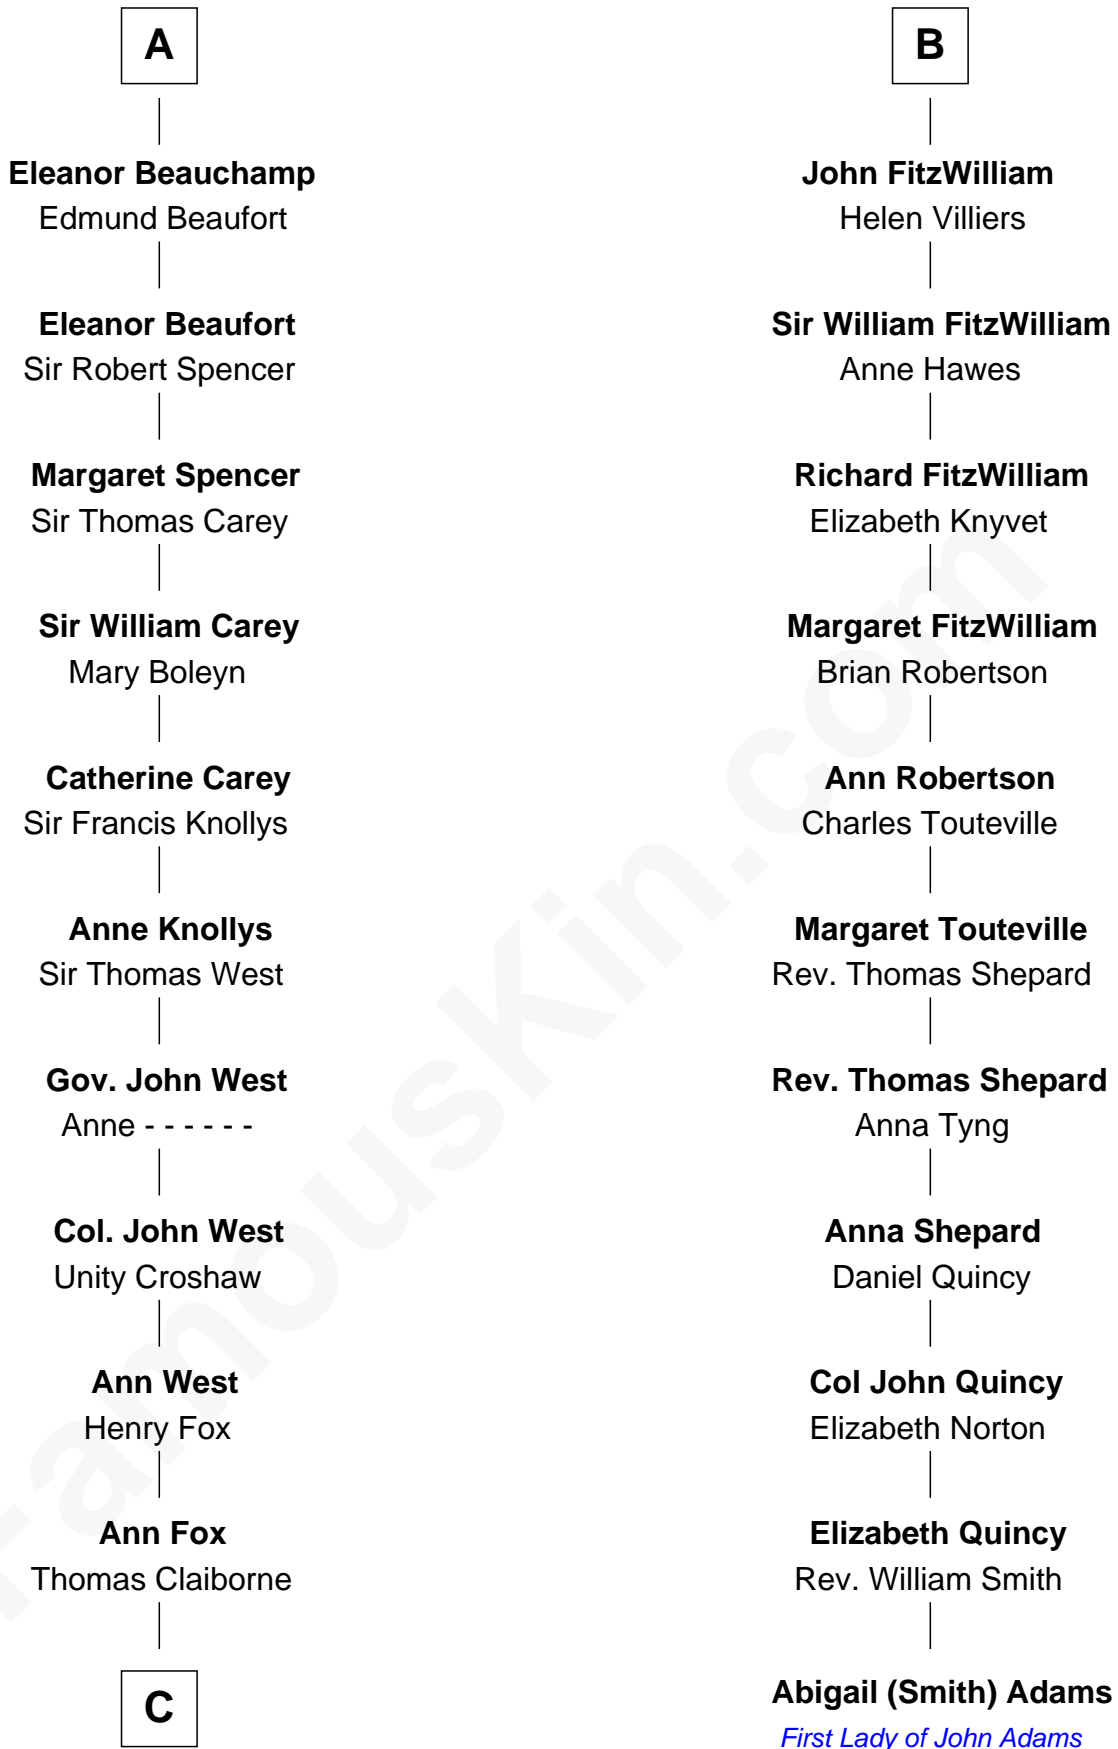 A
Eleanor Beauchamp
Edmund Beaufort
Eleanor Beaufort
Sir Robert Spencer
Margaret Spencer
Sir Thomas Carey
Sir William Carey
Mary Boleyn
Catherine Carey
Sir Francis Knollys
Anne Knollys
Sir Thomas West
Gov. John West
Anne - - - - - -
Col. John West
Unity Croshaw
Ann West
Henry Fox
Ann Fox
Thomas Claiborne
C
B
John FitzWilliam
Helen Villiers
Sir William FitzWilliam
Anne Hawes
Richard FitzWilliam
Elizabeth Knyvet
Margaret FitzWilliam
Brian Robertson
Ann Robertson
Charles Touteville
Margaret Touteville
Rev. Thomas Shepard
Rev. Thomas Shepard
Anna Tyng
Anna Shepard
Daniel Quincy
Col John Quincy
Elizabeth Norton
Elizabeth Quincy
Rev. William Smith
Abigail (Smith) Adams
First Lady of John Adams
FamousKin.com